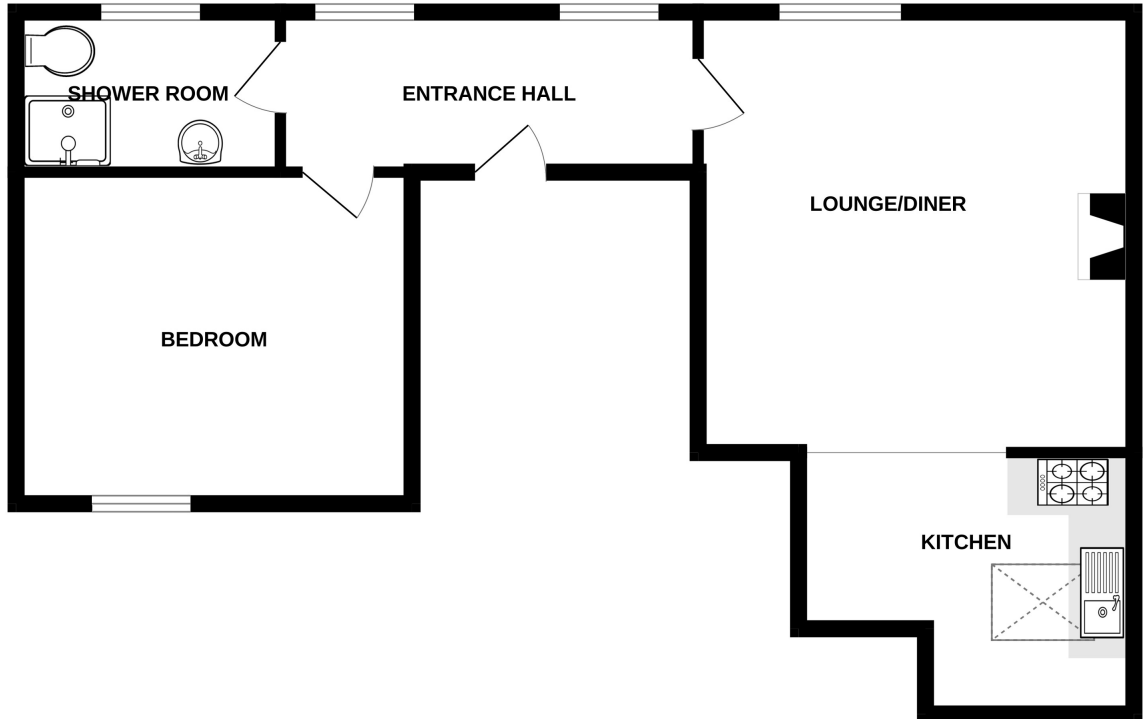 SHOWER ROOM
ENTRANCE HALL
LOUNGE/DINER
BEDROOM
KITCHEN